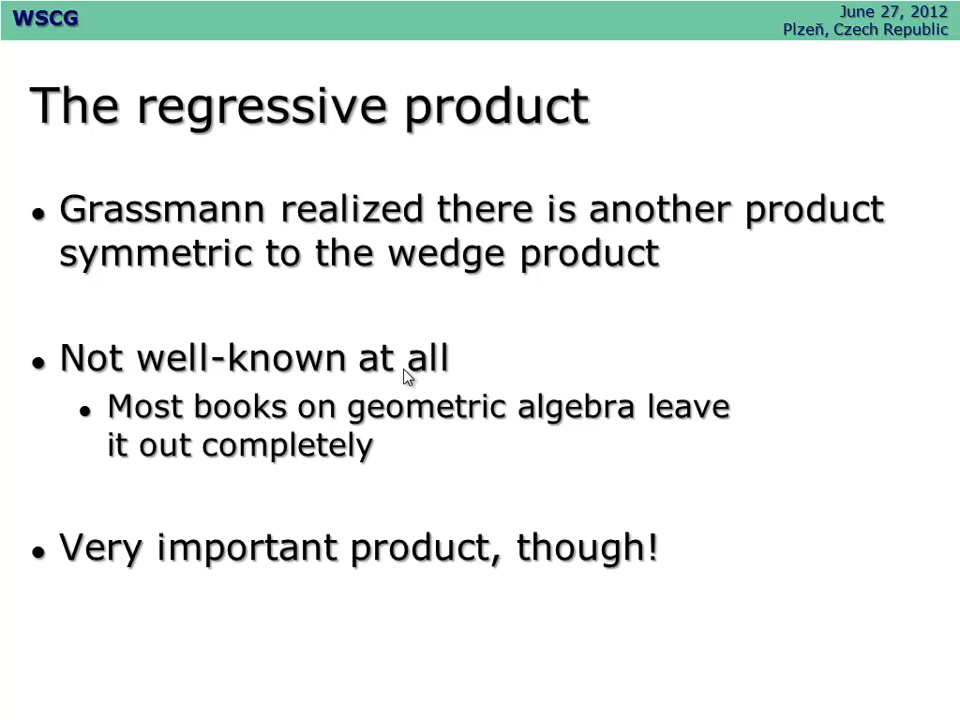 WSCG
June 27, 2012
Plzeň, Czech Republic
The regressive product
• Grassmann realized there is another product
symmetric to the wedge product
• Not well-known at all
• Most books on geometric algebra leave
it out completely
• Very important product, though!